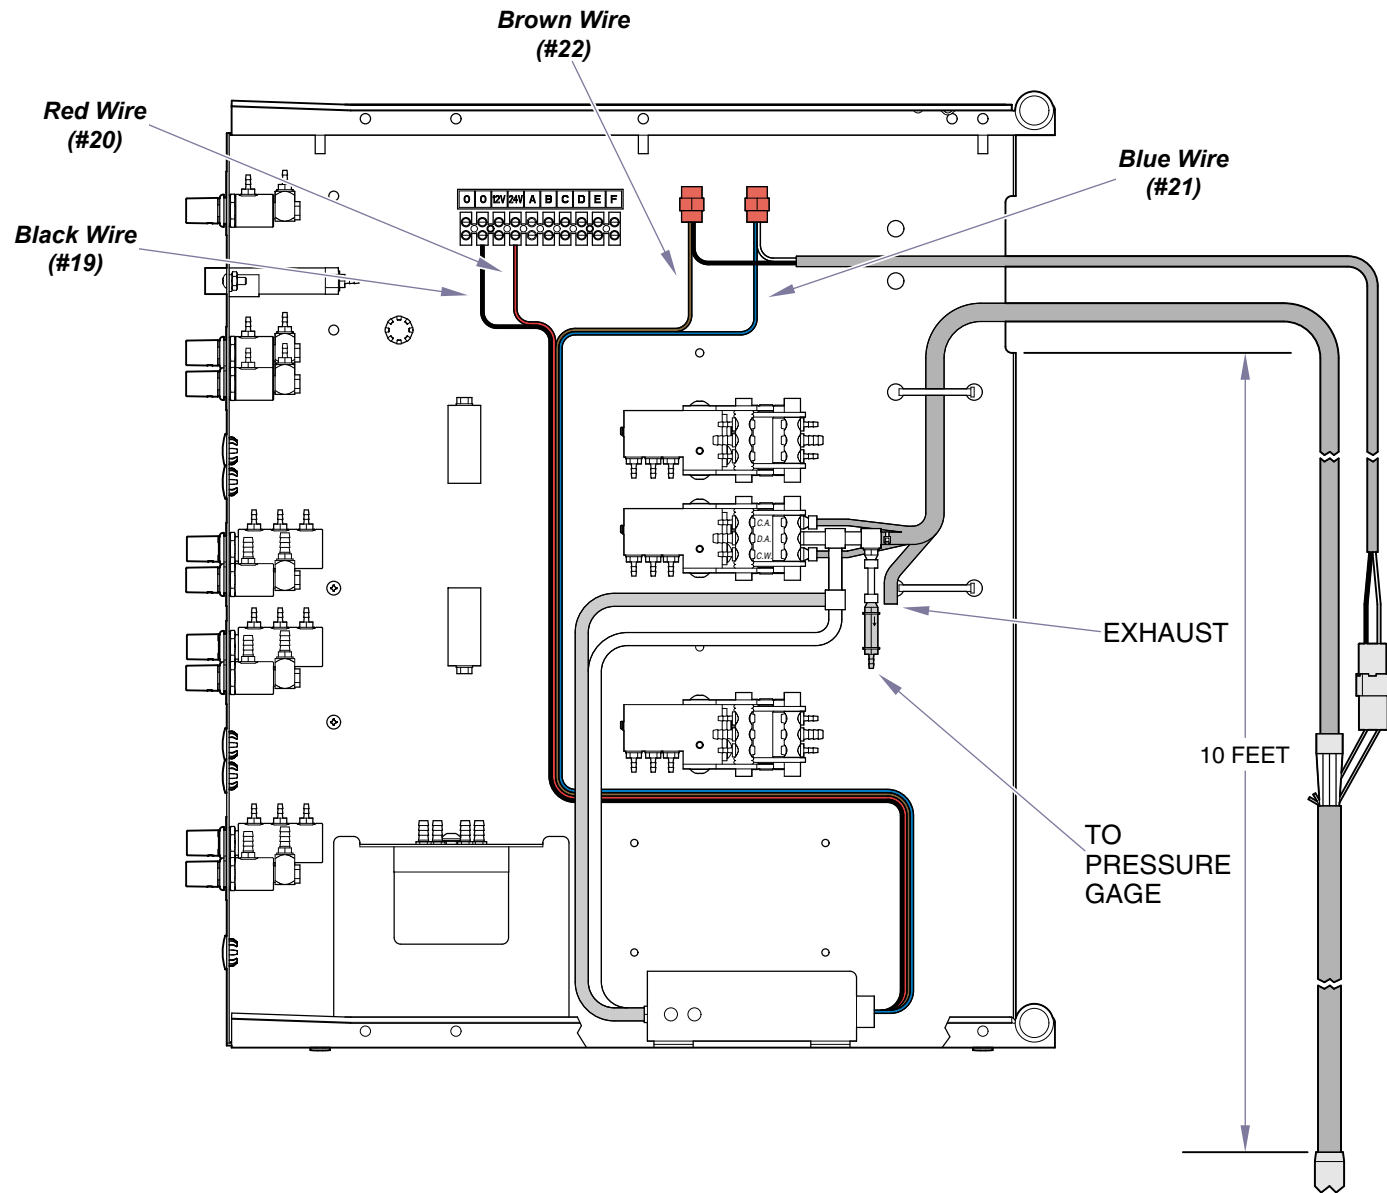 Brown Wire
(#22)
Red Wire
(#20)
Blue Wire
(#21)
Black Wire
(#19)
0 0 12V 24V A B C D E F
C.A.
D.A.
C.W.
EXHAUST
10 FEET
TO
PRESSURE
GAGE